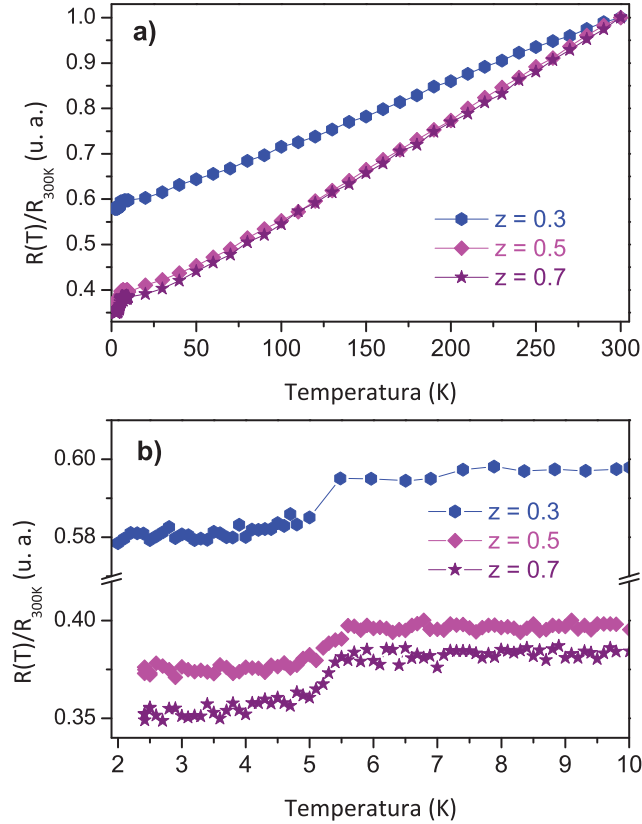 a)
1.0
0.9
0.8
0.7
0.6
0.5
0.4
R(T)/R300K (u. a.)
z = 0.3
z = 0.5
z = 0.7
0 50 100 150 200 250 300
Temperatura (K)
b)
0.60
0.58
0.40
0.35
R(T)/R300K (u. a.)
z = 0.3
z = 0.5
z = 0.7
2 3 4 5 6 7 8 9 10
Temperatura (K)